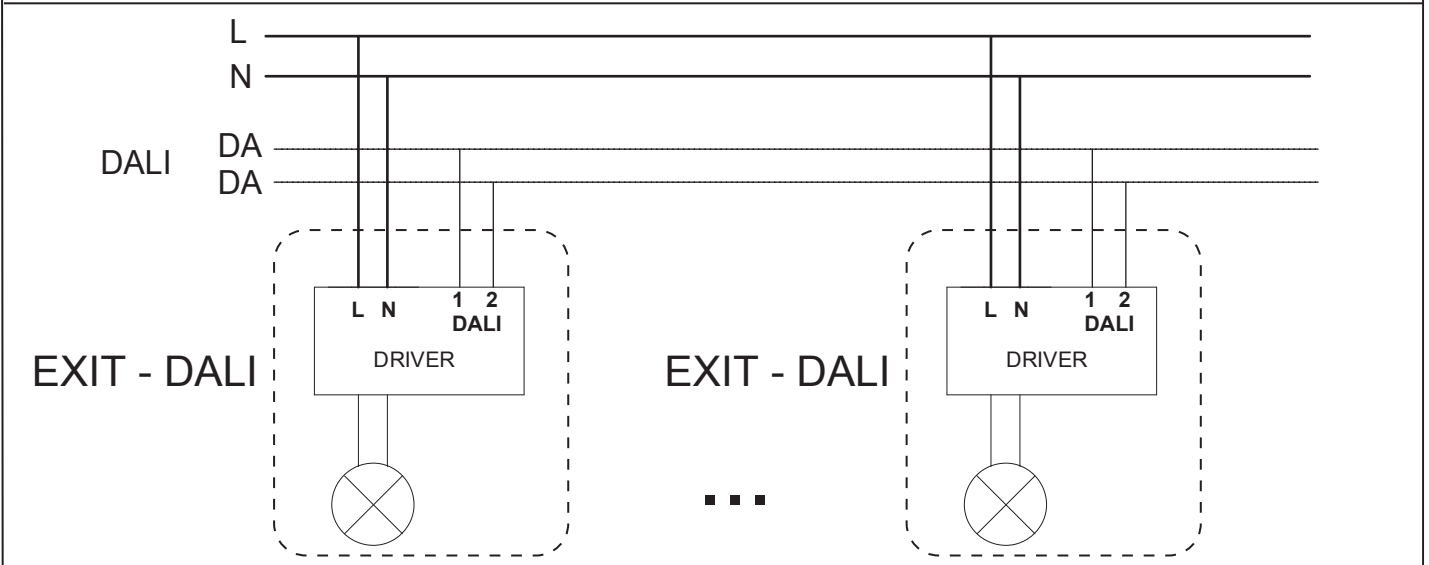 L
N
DALI
DA
DA
L N 1 2
DALI
DRIVER
EXIT - DALI
L N 1 2
DALI
DRIVER
EXIT - DALI
...